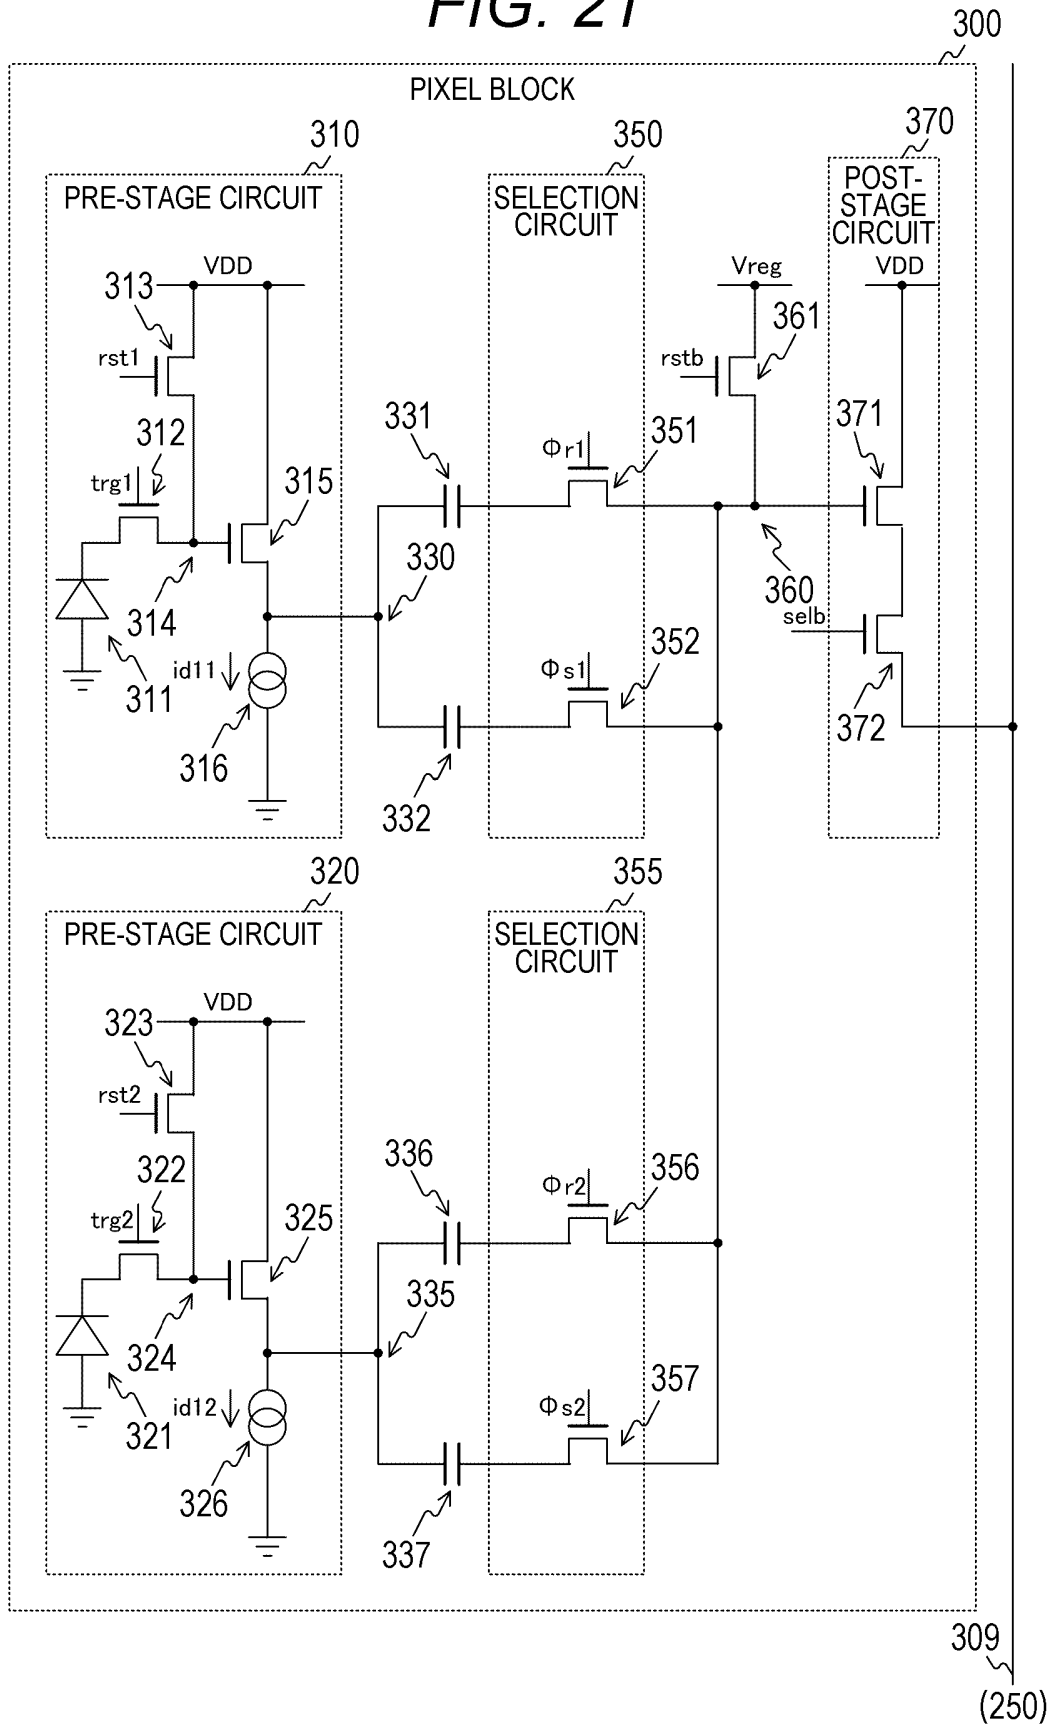 FIG. 21
300
PIXEL BLOCK
310
350
370
PRE-STAGE CIRCUIT
SELECTION
CIRCUIT
POST-
STAGE
CIRCUIT
VDD
Vreg
VDD
313
361
rst1
rstb
312
331
Φr1
351
371
trg1
315
330
360
314
selb
352
id11
Φs1
311
316
332
372
320
355
PRE-STAGE CIRCUIT
SELECTION
CIRCUIT
VDD
323
rst2
322
336
Φr2
356
trg2
325
335
324
357
id12
Φs2
321
326
337
309
(250)